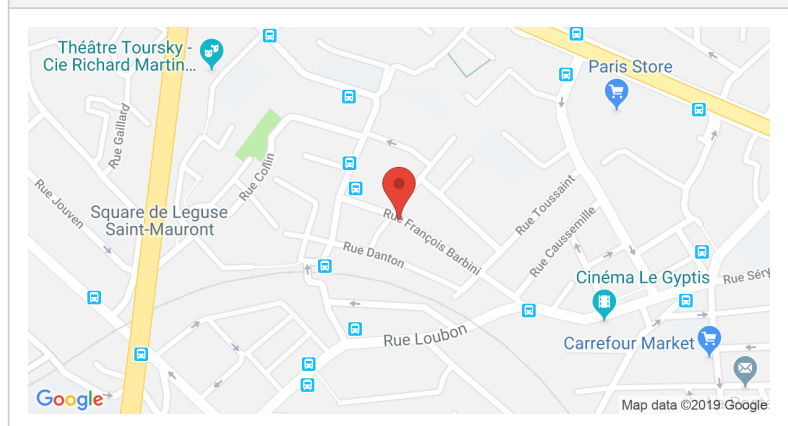 Théâtre Toursky -
Cie Richard Martin...
Paris Store
Rue Gaillard
Rue Collin
Rue Jouven
Square de Leguse
Saint-Mauront
Rue François Barbini
Rue Toussaint
Rue Caussemille
Rue Danton
Cinéma Le Gyptis
Rue Séry
Rue Loubon
Carrefour Market
Google
Map data ©2019 Google